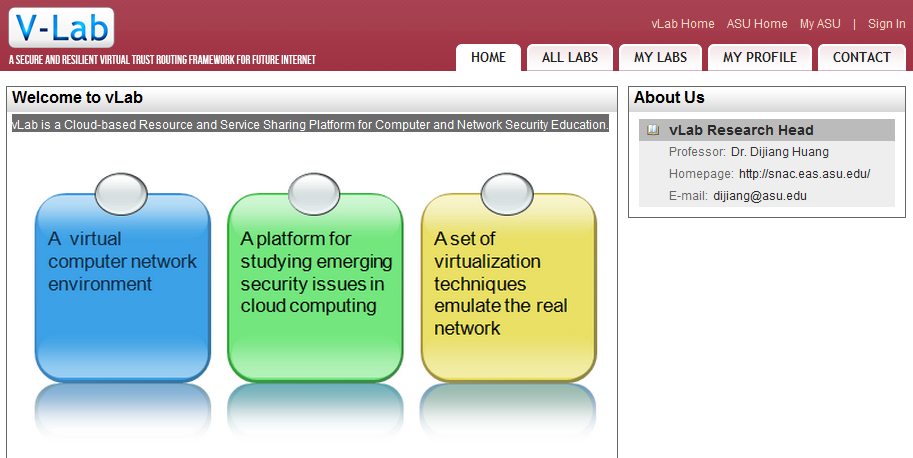 V-Lab
A SECURE AND RESILIENT VIRTUAL TRUST ROUTING FRAMEWORK FOR FUTURE INTERNET
vLab Home ASU Home My ASU | Sign In
HOME ALL LABS MY LABS MY PROFILE CONTACT
Welcome to vLab
vLab is a Cloud-based Resource and Service Sharing Platform for Computer and Network Security Education.
A virtual
computer network
environment
A platform for
studying emerging
security issues in
cloud computing
A set of
virtualization
techniques
emulate the real
network
About Us
vLab Research Head
Professor: Dr. Dijiang Huang
Homepage: http://snac.eas.asu.edu/
E-mail: dijiang@asu.edu